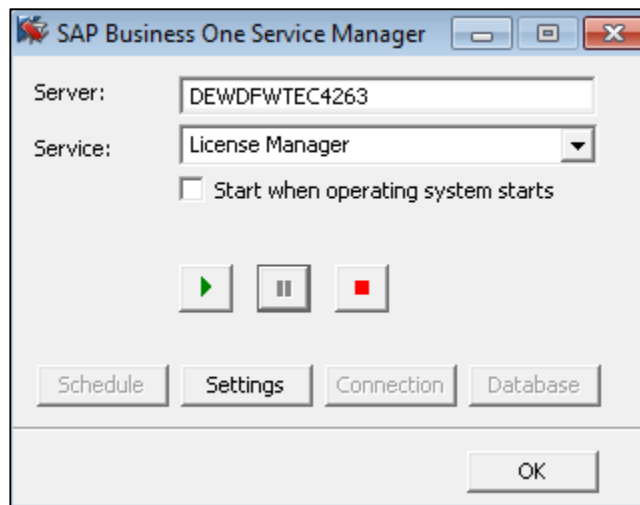 SAP Business One Service Manager
Server: DEWDFWTEC4263
Service: License Manager
Start when operating system starts
Schedule Settings Connection Database
OK